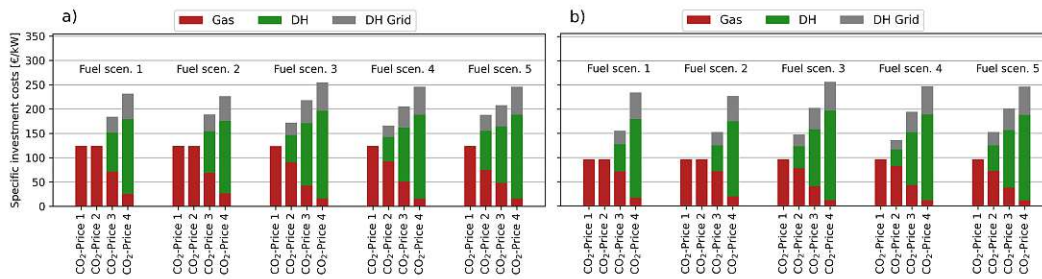 a)
Gas DH DH Grid
b)
Gas DH DH Grid
Specific investment costs [€/kW]
350
300
250
200
150
100
50
0
Fuel scen. 1 Fuel scen. 2 Fuel scen. 3 Fuel scen. 4 Fuel scen. 5
Fuel scen. 1 Fuel scen. 2 Fuel scen. 3 Fuel scen. 4 Fuel scen. 5
CO₂-Price 1
CO₂-Price 2
CO₂-Price 3
CO₂-Price 4
CO₂-Price 1
CO₂-Price 2
CO₂-Price 3
CO₂-Price 4
CO₂-Price 1
CO₂-Price 2
CO₂-Price 3
CO₂-Price 4
CO₂-Price 1
CO₂-Price 2
CO₂-Price 3
CO₂-Price 4
CO₂-Price 1
CO₂-Price 2
CO₂-Price 3
CO₂-Price 4
CO₂-Price 1
CO₂-Price 2
CO₂-Price 3
CO₂-Price 4
CO₂-Price 1
CO₂-Price 2
CO₂-Price 3
CO₂-Price 4
CO₂-Price 1
CO₂-Price 2
CO₂-Price 3
CO₂-Price 4
CO₂-Price 1
CO₂-Price 2
CO₂-Price 3
CO₂-Price 4
CO₂-Price 1
CO₂-Price 2
CO₂-Price 3
CO₂-Price 4